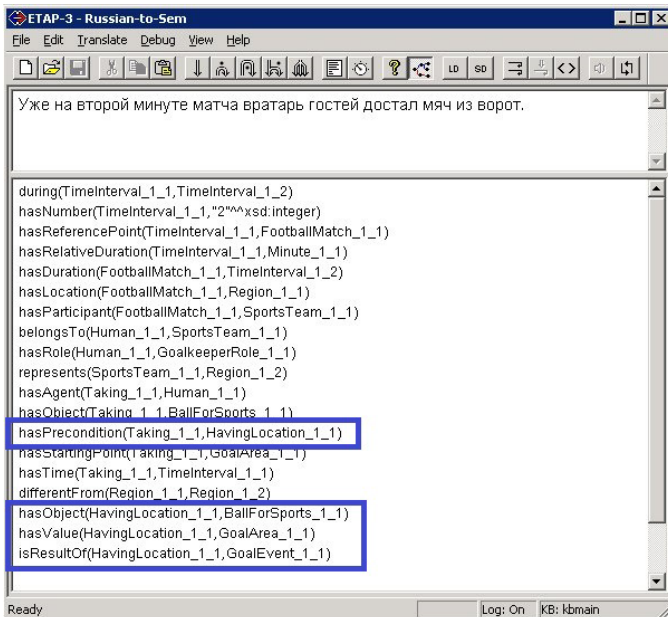 ETAP-3 - Russian-to-Sem
File Edit Translate Debug View Help
LD SD
Уже на второй минуте матча вратарь гостей достал мяч из ворот.
during(TimeInterval_1_1,TimeInterval_1_2)
hasNumber(TimeInterval_1_1,"2"^^xsd:integer)
hasReferencePoint(TimeInterval_1_1,FootballMatch_1_1)
hasRelativeDuration(TimeInterval_1_1,Minute_1_1)
hasDuration(FootballMatch_1_1,TimeInterval_1_2)
hasLocation(FootballMatch_1_1,Region_1_1)
hasParticipant(FootballMatch_1_1,SportsTeam_1_1)
belongsTo(Human_1_1,SportsTeam_1_1)
hasRole(Human_1_1,GoalkeeperRole_1_1)
represents(SportsTeam_1_1,Region_1_2)
hasAgent(Taking_1_1,Human_1_1)
hasObject(Taking_1_1,BallForSports_1_1)
hasPrecondition(Taking_1_1,HavingLocation_1_1)
hasStartingPoint(Taking_1_1,GoalArea_1_1)
hasTime(Taking_1_1,TimeInterval_1_1)
differentFrom(Region_1_1,Region_1_2)
hasObject(HavingLocation_1_1,BallForSports_1_1)
hasValue(HavingLocation_1_1,GoalArea_1_1)
isResultOf(HavingLocation_1_1,GoalEvent_1_1)
Ready Log: On KB: kbmain